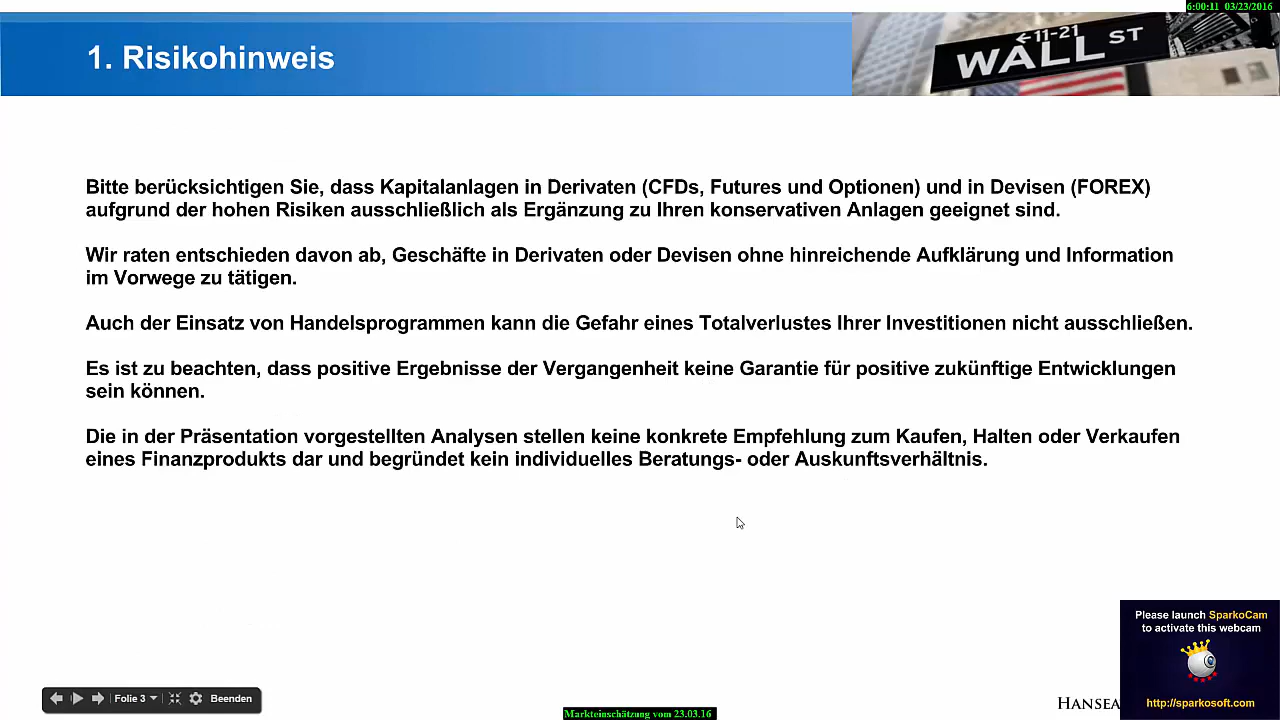 6:00:11 03/23/2016
1. Risikohinweis
←11-21
WALL ST
Bitte berücksichtigen Sie, dass Kapitalanlagen in Derivaten (CFDs, Futures und Optionen) und in Devisen (FOREX)
aufgrund der hohen Risiken ausschließlich als Ergänzung zu Ihren konservativen Anlagen geeignet sind.
Wir raten entschieden davon ab, Geschäfte in Derivaten oder Devisen ohne hinreichende Aufklärung und Information
im Vorwege zu tätigen.
Auch der Einsatz von Handelsprogrammen kann die Gefahr eines Totalverlustes Ihrer Investitionen nicht ausschließen.
Es ist zu beachten, dass positive Ergebnisse der Vergangenheit keine Garantie für positive zukünftige Entwicklungen
sein können.
Die in der Präsentation vorgestellten Analysen stellen keine konkrete Empfehlung zum Kaufen, Halten oder Verkaufen
eines Finanzprodukts dar und begründet kein individuelles Beratungs- oder Auskunftsverhältnis.
Please launch SparkoCam
to activate this webcam
http://sparkosoft.com
Folie 3
Beenden
HANSEA
Markteinschätzung vom 23.03.16